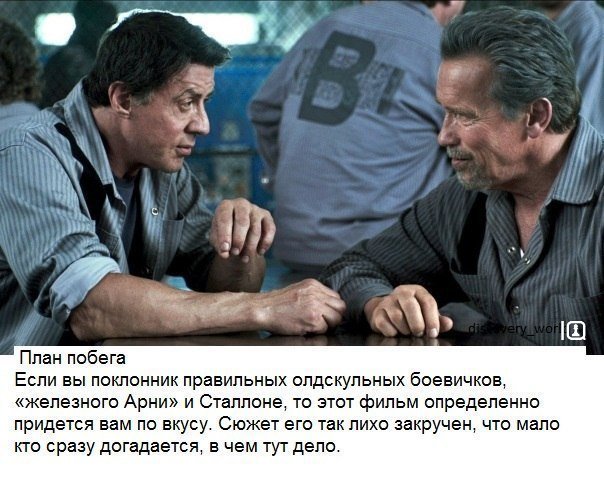 B
discovery_world
План побега
Если вы поклонник правильных олдскульных боевичков,
«железного Арни» и Сталлоне, то этот фильм определенно
придется вам по вкусу. Сюжет его так лихо закручен, что мало
кто сразу догадается, в чем тут дело.